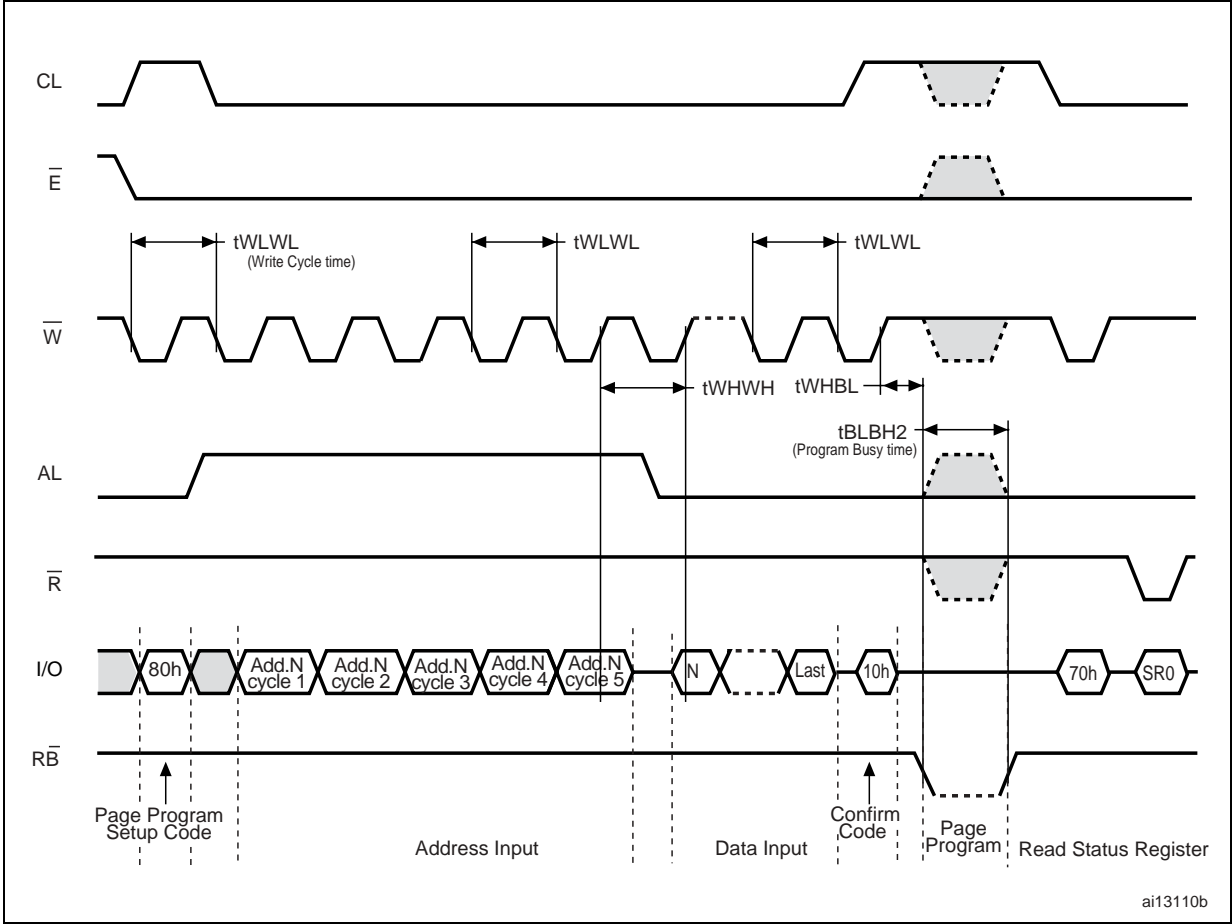 CL
E
tWLWL
(Write Cycle time)
tWLWL
tWLWL
W
tWHWH
tWHBL
tBLBH2
(Program Busy time)
AL
R
I/O
80h
Add.N
cycle 1
Add.N
cycle 2
Add.N
cycle 3
Add.N
cycle 4
Add.N
cycle 5
N
Last
10h
70h
SR0
RB
Page Program
Setup Code
Address Input
Data Input
Confirm
Code
Page
Program
Read Status Register
ai13110b